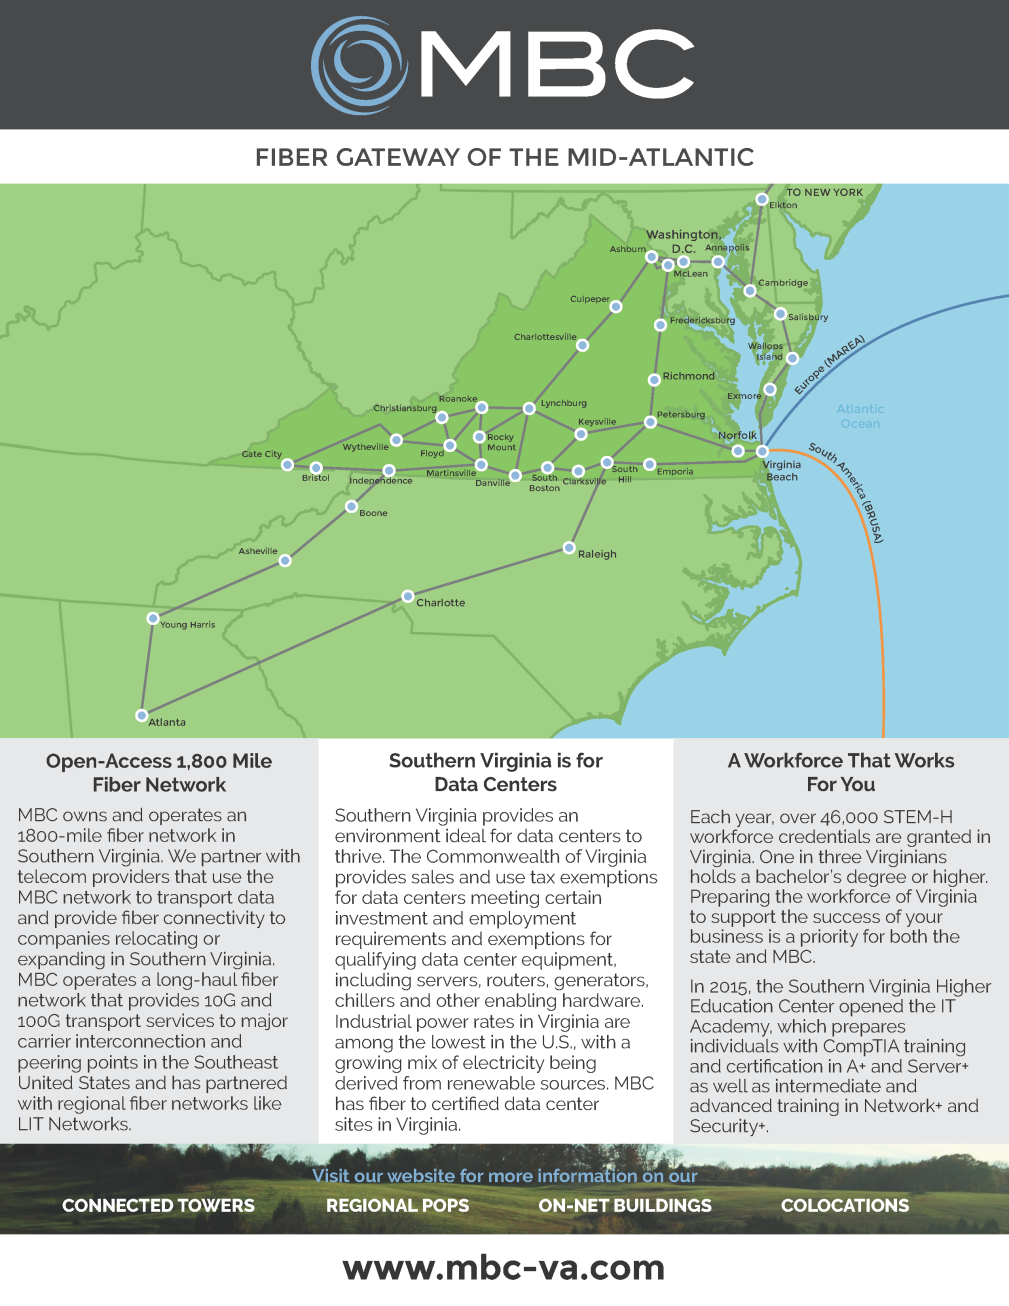 MBC
FIBER GATEWAY OF THE MID-ATLANTIC
TO NEW YORK
Elkton
Washington,
D.C.
Ashburn
Annapolis
McLean
Cambridge
Culpeper
Salisbury
Fredericksburg
Charlottesville
Wallops
Island
Europe (MAREA)
Richmond
Exmore
Roanoke
Christiansburg
Lynchburg
Atlantic
Ocean
Petersburg
Keysville
Norfolk
Rocky
Mount
Wytheville
Floyd
Gate City
Bristol
Independence
Martinsville
Danville
South
Boston
Clarksville
South
Hill
Emporia
Virginia
Beach
South America (BRUSA)
Boone
Asheville
Raleigh
Charlotte
Young Harris
Atlanta
Open-Access 1,800 Mile
Fiber Network
MBC owns and operates an
1800-mile fiber network in
Southern Virginia. We partner with
telecom providers that use the
MBC network to transport data
and provide fiber connectivity to
companies relocating or
expanding in Southern Virginia.
MBC operates a long-haul fiber
network that provides 10G and
100G transport services to major
carrier interconnection and
peering points in the Southeast
United States and has partnered
with regional fiber networks like
LIT Networks.
Southern Virginia is for
Data Centers
Southern Virginia provides an
environment ideal for data centers to
thrive. The Commonwealth of Virginia
provides sales and use tax exemptions
for data centers meeting certain
investment and employment
requirements and exemptions for
qualifying data center equipment,
including servers, routers, generators,
chillers and other enabling hardware.
Industrial power rates in Virginia are
among the lowest in the U.S., with a
growing mix of electricity being
derived from renewable sources. MBC
has fiber to certified data center
sites in Virginia.
A Workforce That Works
For You
Each year, over 46,000 STEM-H
workforce credentials are granted in
Virginia. One in three Virginians
holds a bachelor's degree or higher.
Preparing the workforce of Virginia
to support the success of your
business is a priority for both the
state and MBC.
In 2015, the Southern Virginia Higher
Education Center opened the IT
Academy, which prepares
individuals with CompTIA training
and certification in A+ and Server+
as well as intermediate and
advanced training in Network+ and
Security+.
Visit our website for more information on our
CONNECTED TOWERS
REGIONAL POPS
ON-NET BUILDINGS
COLOCATIONS
www.mbc-va.com